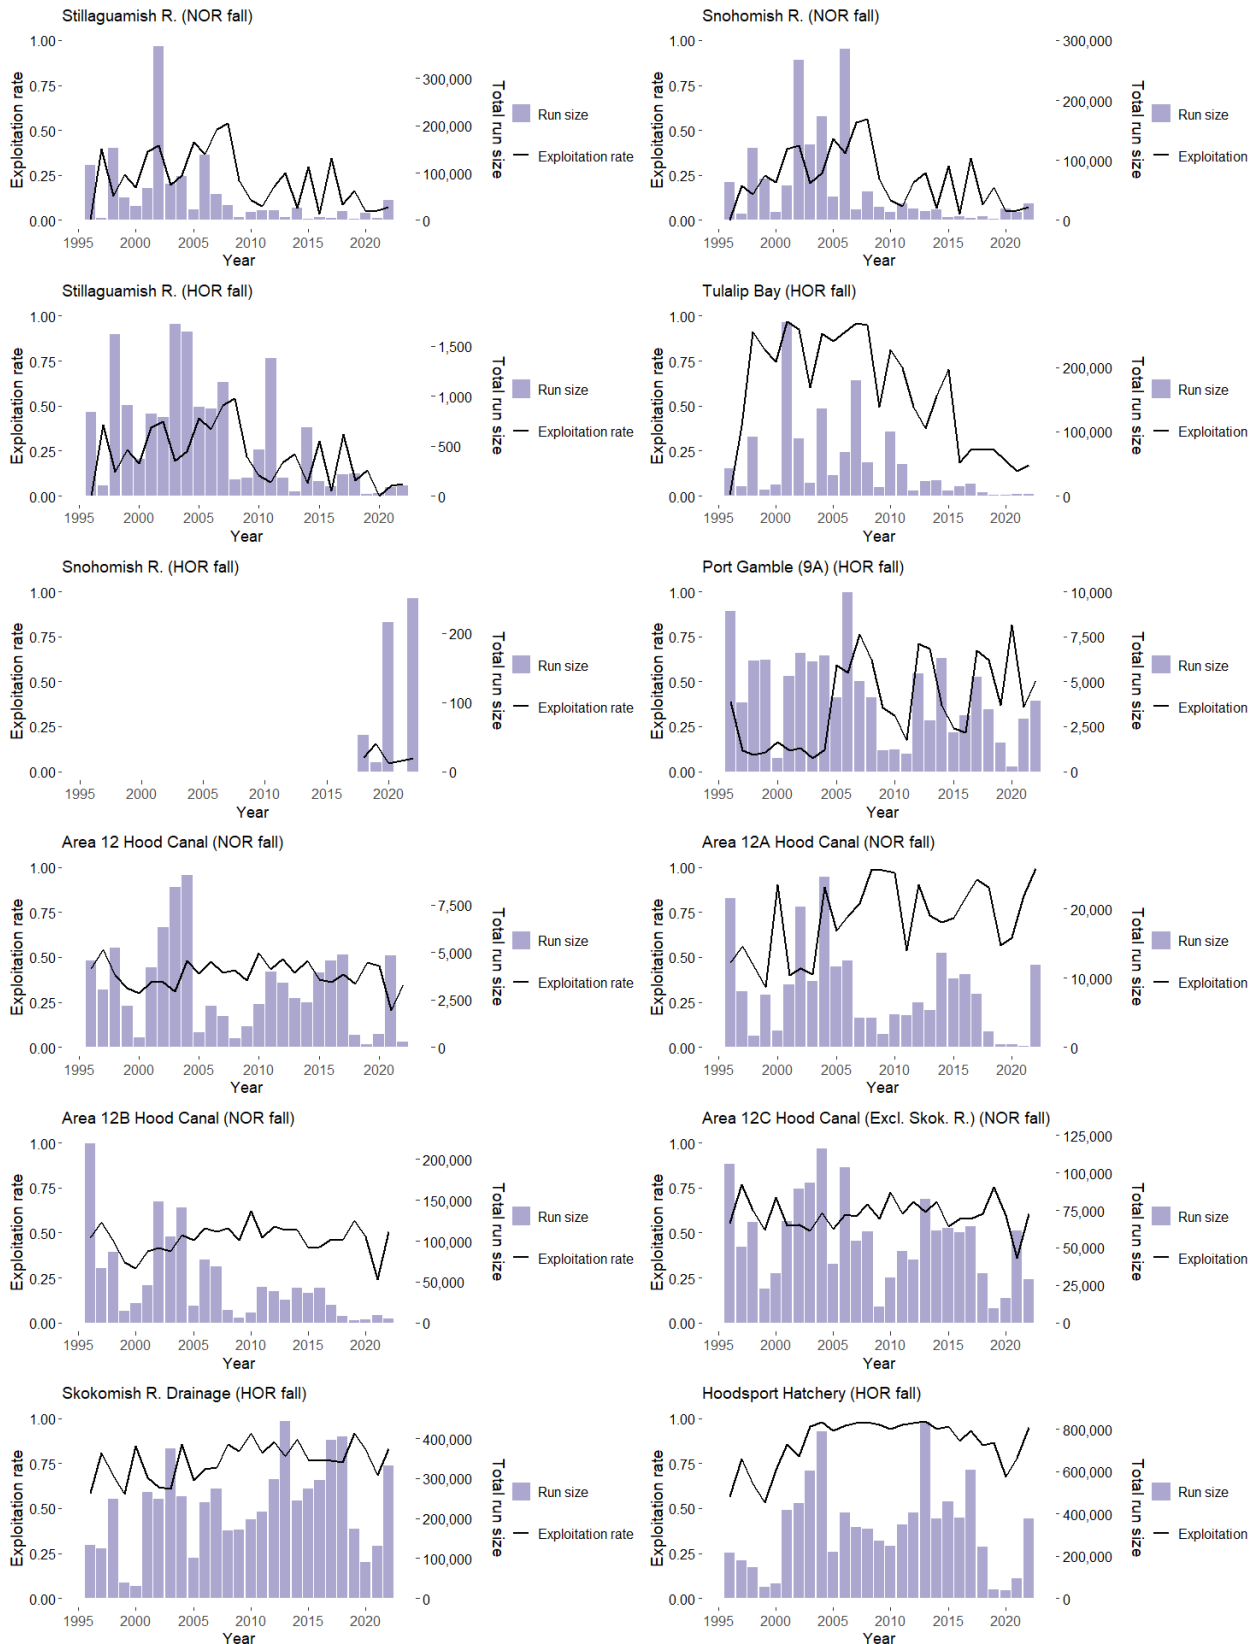 Stillaguamish R. (NOR fall)
1.00
0.75
0.50
0.25
0.00
Exploitation rate
300,000
200,000
100,000
0
Total run size
1995 2000 2005 2010 2015 2020
Year
Run size
Exploitation rate
Snohomish R. (NOR fall)
1.00
0.75
0.50
0.25
0.00
Exploitation rate
300,000
200,000
100,000
0
Total run size
1995 2000 2005 2010 2015 2020
Year
Run size
Exploitation
Stillaguamish R. (HOR fall)
1.00
0.75
0.50
0.25
0.00
Exploitation rate
1,500
1,000
500
0
Total run size
1995 2000 2005 2010 2015 2020
Year
Run size
Exploitation rate
Tulalip Bay (HOR fall)
1.00
0.75
0.50
0.25
0.00
Exploitation rate
200,000
100,000
0
Total run size
1995 2000 2005 2010 2015 2020
Year
Run size
Exploitation
Snohomish R. (HOR fall)
1.00
0.75
0.50
0.25
0.00
Exploitation rate
200
100
0
Total run size
1995 2000 2005 2010 2015 2020
Year
Run size
Exploitation rate
Port Gamble (9A) (HOR fall)
1.00
0.75
0.50
0.25
0.00
Exploitation rate
10,000
7,500
5,000
2,500
0
Total run size
1995 2000 2005 2010 2015 2020
Year
Run size
Exploitation
Area 12 Hood Canal (NOR fall)
1.00
0.75
0.50
0.25
0.00
Exploitation rate
7,500
5,000
2,500
0
Total run size
1995 2000 2005 2010 2015 2020
Year
Run size
Exploitation rate
Area 12A Hood Canal (NOR fall)
1.00
0.75
0.50
0.25
0.00
Exploitation rate
20,000
10,000
0
Total run size
1995 2000 2005 2010 2015 2020
Year
Run size
Exploitation
Area 12B Hood Canal (NOR fall)
1.00
0.75
0.50
0.25
0.00
Exploitation rate
200,000
150,000
100,000
50,000
0
Total run size
1995 2000 2005 2010 2015 2020
Year
Run size
Exploitation rate
Area 12C Hood Canal (Excl. Skok. R.) (NOR fall)
1.00
0.75
0.50
0.25
0.00
Exploitation rate
125,000
100,000
75,000
50,000
25,000
0
Total run size
1995 2000 2005 2010 2015 2020
Year
Run size
Exploitation
Skokomish R. Drainage (HOR fall)
1.00
0.75
0.50
0.25
0.00
Exploitation rate
400,000
300,000
200,000
100,000
0
Total run size
1995 2000 2005 2010 2015 2020
Year
Run size
Exploitation rate
Hoodsport Hatchery (HOR fall)
1.00
0.75
0.50
0.25
0.00
Exploitation rate
800,000
600,000
400,000
200,000
0
Total run size
1995 2000 2005 2010 2015 2020
Year
Run size
Exploitation